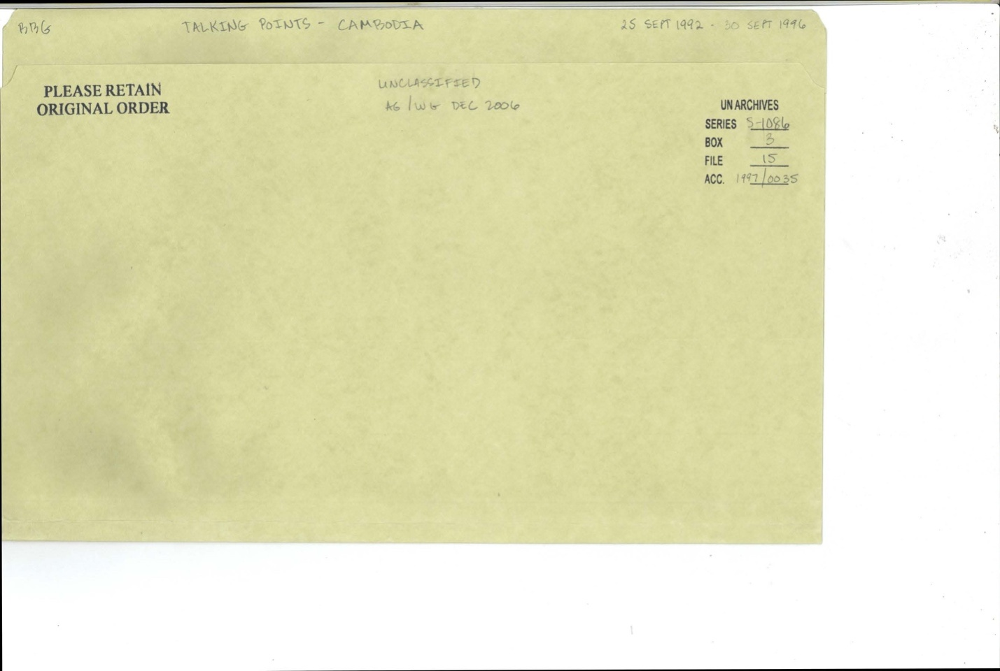 BBG TALKING POINTS - CAMBODIA 25 SEPT 1992 - 30 SEPT 1996
PLEASE RETAIN
ORIGINAL ORDER
UNCLASSIFIED
AG/WG DEC 2006
UN ARCHIVES
SERIES S-1086
BOX 3
FILE 15
ACC. 1997/0035